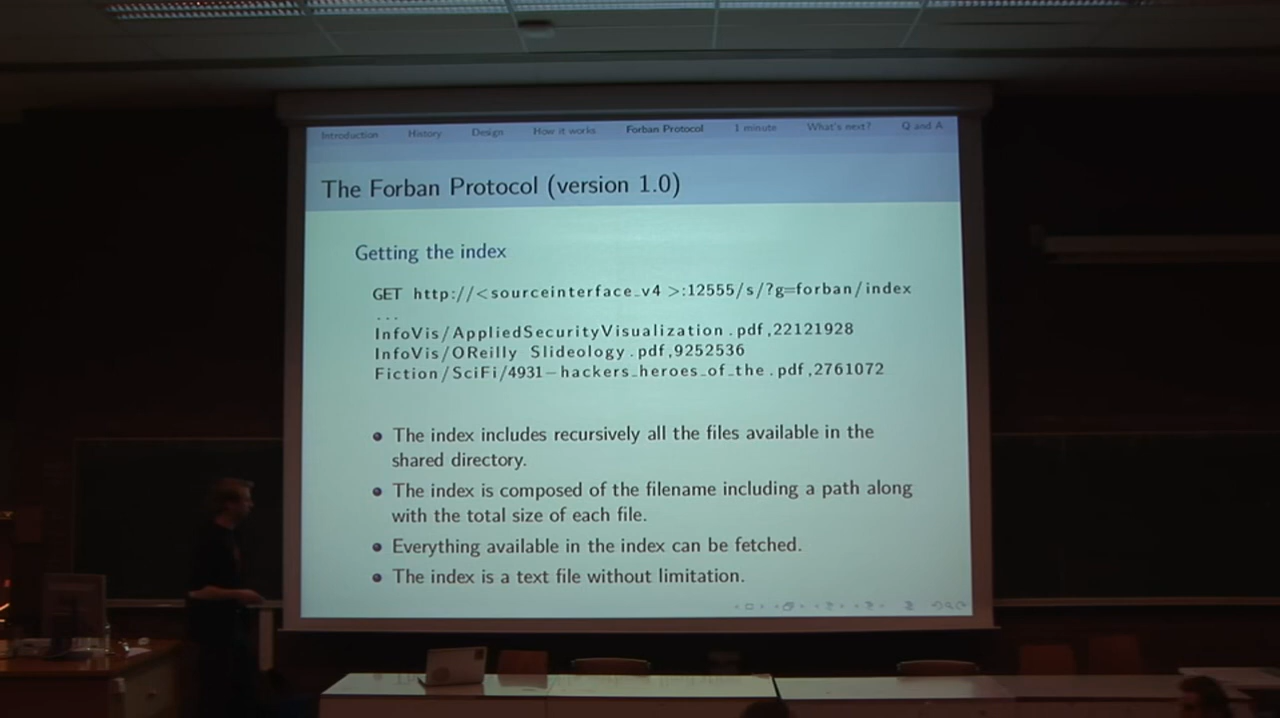 Introduction History Design How it works Forban Protocol 1 minute What's next? Q and A
The Forban Protocol (version 1.0)
Getting the index
GET http://<sourceinterface_v4>:12555/s/?g=forban/index
...
InfoVis/AppliedSecurityVisualization.pdf,22121928
InfoVis/OReilly Slideology.pdf,9252536
Fiction/SciFi/4931-hackers_heroes_of_the.pdf,2761072
The index includes recursively all the files available in the
shared directory.
The index is composed of the filename including a path along
with the total size of each file.
Everything available in the index can be fetched.
The index is a text file without limitation.